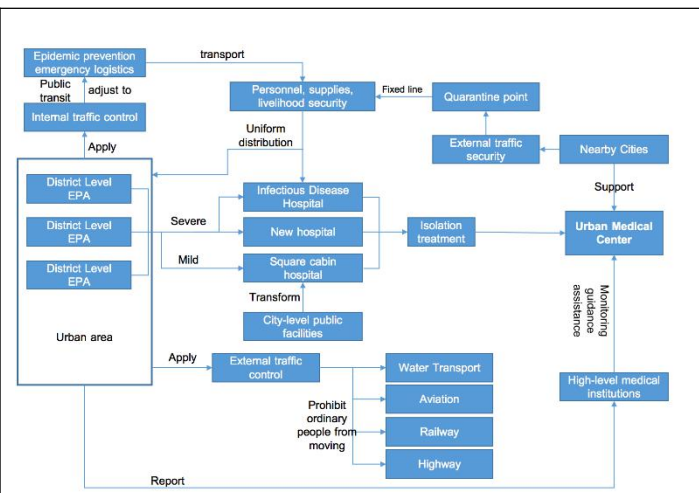 Epidemic prevention
emergency logistics
transport
Public
transit
adjust to
Personnel, supplies,
livelihood security
Fixed line
Quarantine point
Internal traffic control
Apply
Uniform
distribution
External traffic
security
Nearby Cities
District Level
EPA
District Level
EPA
District Level
EPA
Urban area
Severe
Mild
Infectious Disease
Hospital
New hospital
Square cabin
hospital
Transform
City-level public
facilities
Isolation
treatment
Support
Urban Medical
Center
Monitoring
guidance
assistance
Apply
External traffic
control
Prohibit
ordinary
people from
moving
Water Transport
Aviation
Railway
Highway
High-level medical
institutions
Report